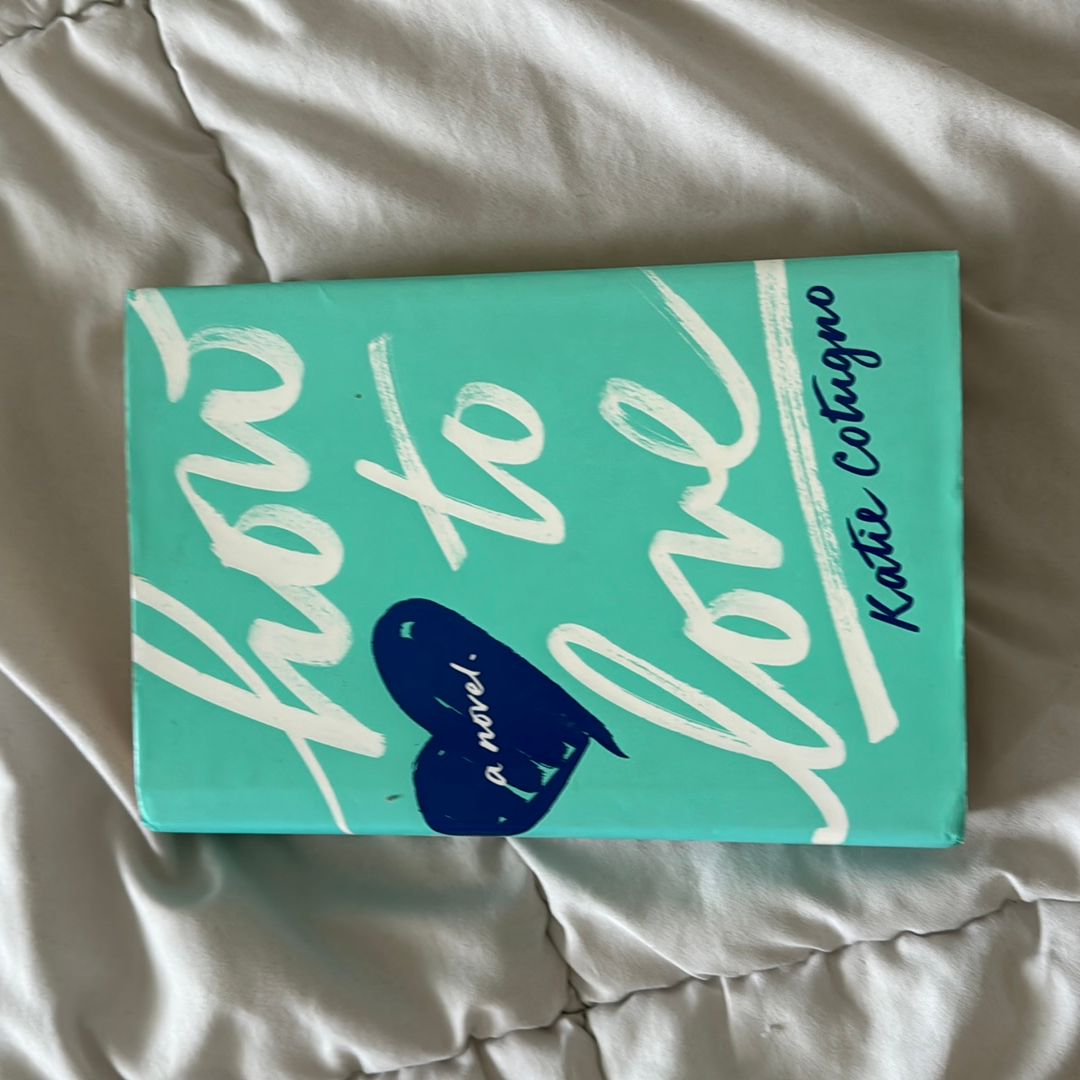 how
to
a novel.
love
Katie Cotugno